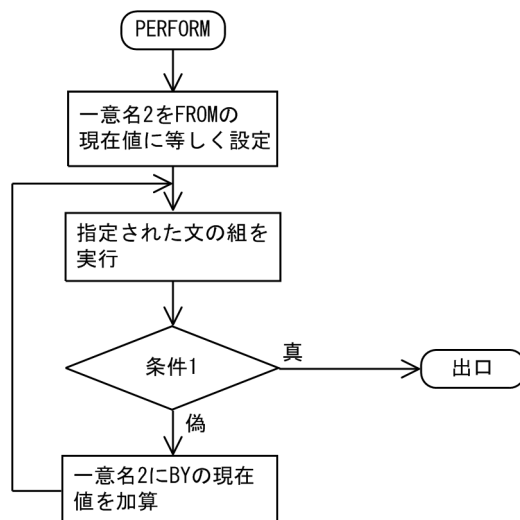 PERFORM
一意名2をFROMの
現在値に等しく設定
指定された文の組を
実行
条件1
真
出口
偽
一意名2にBYの現在
値を加算